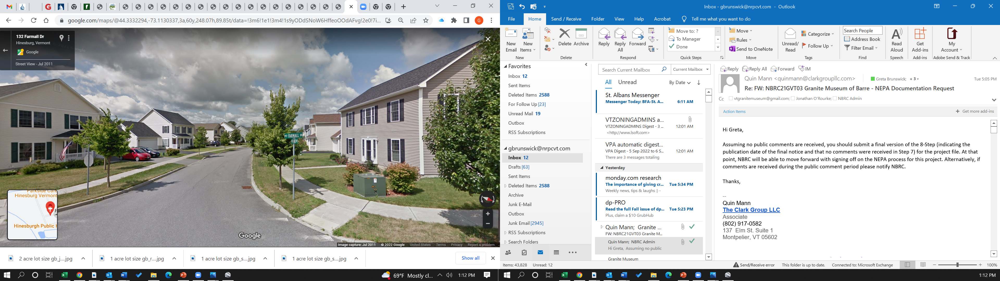 google.com/maps/@44.3332294,-73.1130337,3a,60y,248.07h,89.85t/data=!3m6!1e1!3m4!1s9yODdSNoW6HffeoOOdAFvg!2e0!7i...
G
132 Farmall Dr
Hinesburg, Vermont
Google
Street View - Jul 2011
PVT FARMALL DR
Parkside Cafe
Hinesburg Vermont
F
Hinesburgh Public H
Google
Image capture: Jul 2011 © 2022 Google United States Terms Privacy Report a problem
2 acre lot size gb_j....jpg
1 acre lot size gb_r....jpg
1 acre lot size gb_s....jpg
1 acre lot size gb_s....jpg
Show all
69°F Mostly cl...
1:12 PM
Inbox - gbrunswick@nrpcvt.com - Outlook
File Home Send / Receive Folder View Help Acrobat Tell me what you want to do
New Email
New Items
New
Delete
Archive
Delete
Reply
Reply All
Forward
Respond
Move to: ?
To Manager
Done
Quick Steps
Move
Rules
Send to OneNote
Move
Unread/ Read
Categorize
Follow Up
Tags
Search People
Address Book
Filter Email
Find
Read Aloud
Speech
Get Add-ins
Add-ins
My Account
Adobe Send & Track
Favorites
Inbox 12
Sent Items
Deleted Items 2588
For Follow Up [23]
Unread Mail 19
Outbox
RSS Subscriptions
gbrunswick@nrpcvt.com
Inbox 12
Drafts [63]
Sent Items
Deleted Items 2588
Archive
Junk E-Mail
Outbox
Junk Email [2945]
RSS Subscriptions
Search Folders
Search Current Mailbox
Current Mailbox
All Unread
By Date
St. Albans Messenger
Messenger Today: BFA-St. A... 6:11 AM
VTZONINGADMINS a...
VTZONINGADMINS Digest - 3 ... 12:01 AM
<http://www.lsoft.com>
VPA automatic digest...
VPA Digest - 5 Sep 2022 to 6 S... 12:01 AM
There are 3 messages totaling
Yesterday
monday.com research
The importance of giving cr... Tue 5:34 PM
Weekly news, tips & laughs :) -
dp-PRO
Read the full Fall issue of dp... Tue 5:23 PM
Plus, claim a $10 GrubHub
Quin Mann; Granite ...
FW: NBRC21GVT03 Granite M...
Quin Mann; NBRC Admin
Hi Greta, Assuming no public
Granite Museum
Reply Reply All Forward IM
Quin Mann <quinmann@clarkgroupllc.com>
Greta Brunswick; + 3
Tue 5:05 PM
Re: FW: NBRC21GVT03 Granite Museum of Barre - NEPA Documentation Request
Cc vtgranitemuseum@gmail.com; Jonathan O'Rourke; NBRC Admin
Action Items
+ Get more add-ins
Hi Greta,
Assuming no public comments are received, you should submit a final version of the 8-Step (indicating the
publication date of the final notice and that no comments were received in Step 7) for the project file. At that
point, NBRC will be able to move forward with signing off on the NEPA process for this project. Alternatively, if
comments are received during the public comment period please notify NBRC.
Thanks,
--
Quin Mann
The Clark Group LLC
Associate
(802) 917-0582
137 Elm St. Suite 1
Montpelier, VT 05602
Items: 43,828 Unread: 12
Send/Receive error
This folder is up to date.
Connected to: Microsoft Exchange
100%
1:12 PM